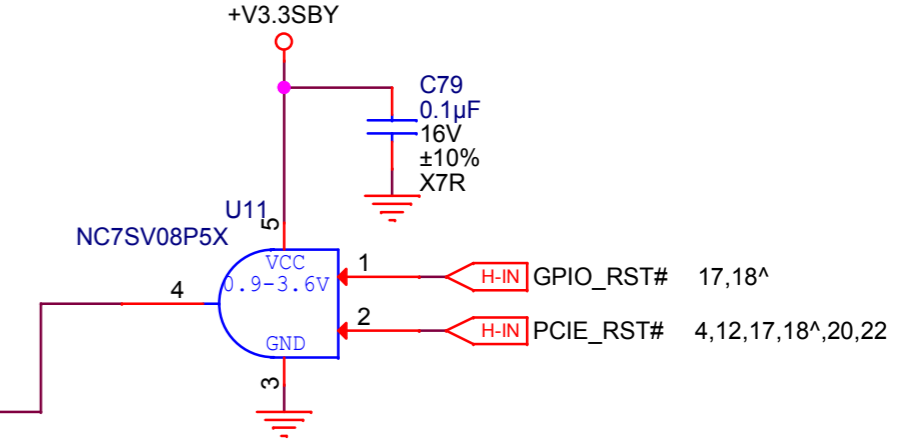 +V3.3SBY
C79
0.1µF
16V
±10%
X7R
U11
5
NC7SV08P5X
VCC
0.9-3.6V
GND
4
1
H-IN GPIO_RST# 17,18^
2
H-IN PCIE_RST# 4,12,17,18^,20,22
3